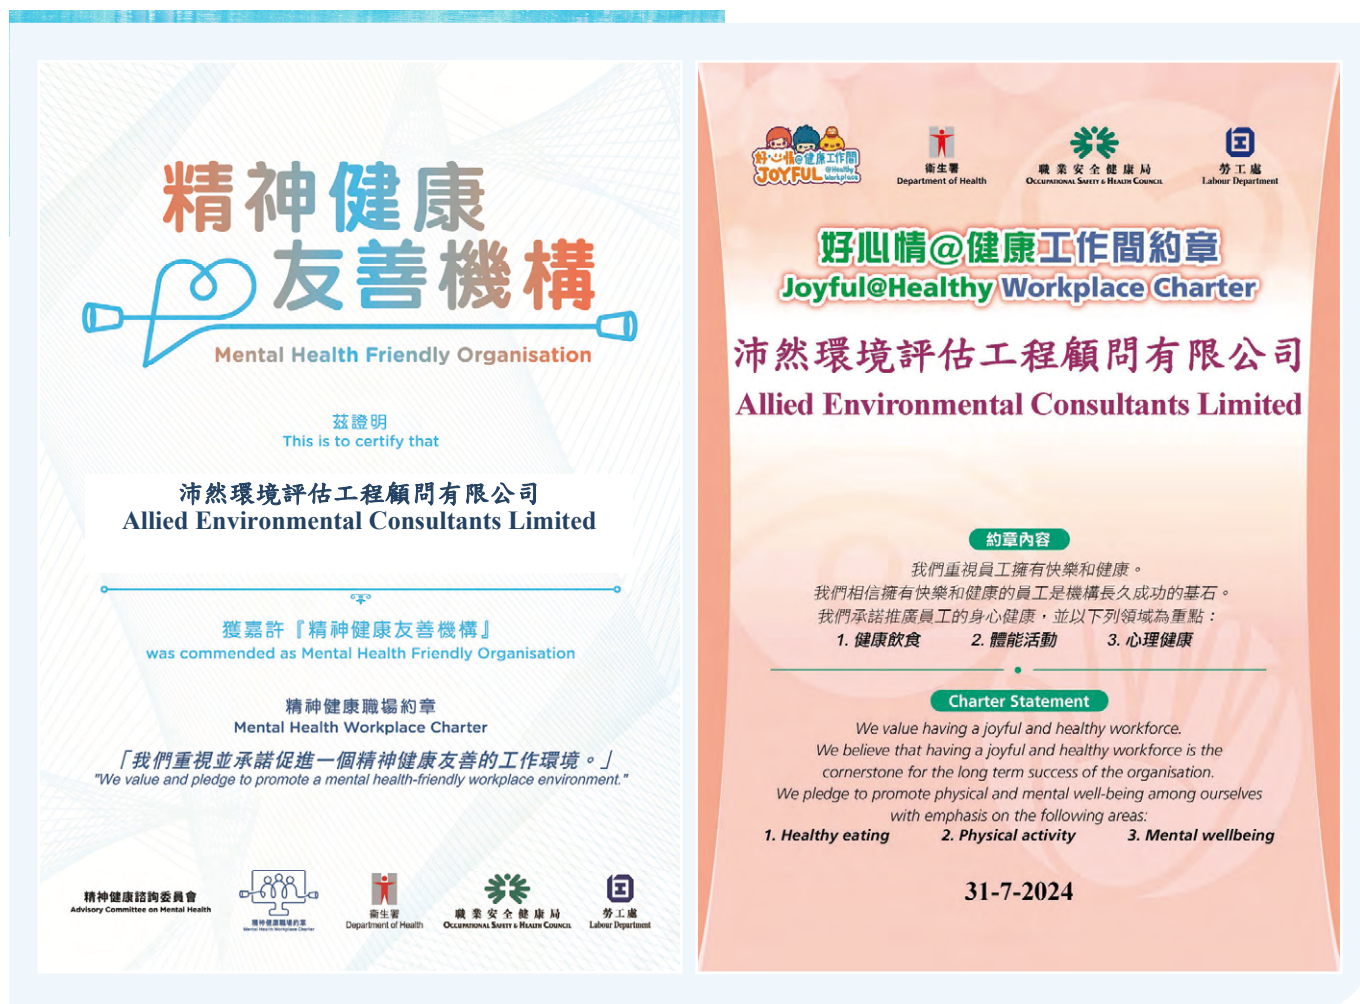 精神健康
友善機構
Mental Health Friendly Organisation
茲證明
This is to certify that
沛然環境評估工程顧問有限公司
Allied Environmental Consultants Limited
獲嘉許『精神健康友善機構』
was commended as Mental Health Friendly Organisation
精神健康職場約章
Mental Health Workplace Charter
「我們重視並承諾促進一個精神健康友善的工作環境。」
"We value and pledge to promote a mental health-friendly workplace environment."
精神健康諮詢委員會
Advisory Committee on Mental Health
精神健康職場約章
Mental Health Workplace Charter
衞生署
Department of Health
職業安全健康局
OCCUPATIONAL SAFETY & HEALTH COUNCIL
勞工處
Labour Department
好心情@健康工作間
JOYFUL @Healthy Workplace
衞生署
Department of Health
職業安全健康局
OCCUPATIONAL SAFETY & HEALTH COUNCIL
勞工處
Labour Department
好心情@健康工作間約章
Joyful@Healthy Workplace Charter
沛然環境評估工程顧問有限公司
Allied Environmental Consultants Limited
約章內容
我們重視員工擁有快樂和健康。
我們相信擁有快樂和健康的員工是機構長久成功的基石。
我們承諾推廣員工的身心健康，並以下列領域為重點：
1. 健康飲食 2. 體能活動 3. 心理健康
Charter Statement
We value having a joyful and healthy workforce.
We believe that having a joyful and healthy workforce is the
cornerstone for the long term success of the organisation.
We pledge to promote physical and mental well-being among ourselves
with emphasis on the following areas:
1. Healthy eating 2. Physical activity 3. Mental wellbeing
31-7-2024